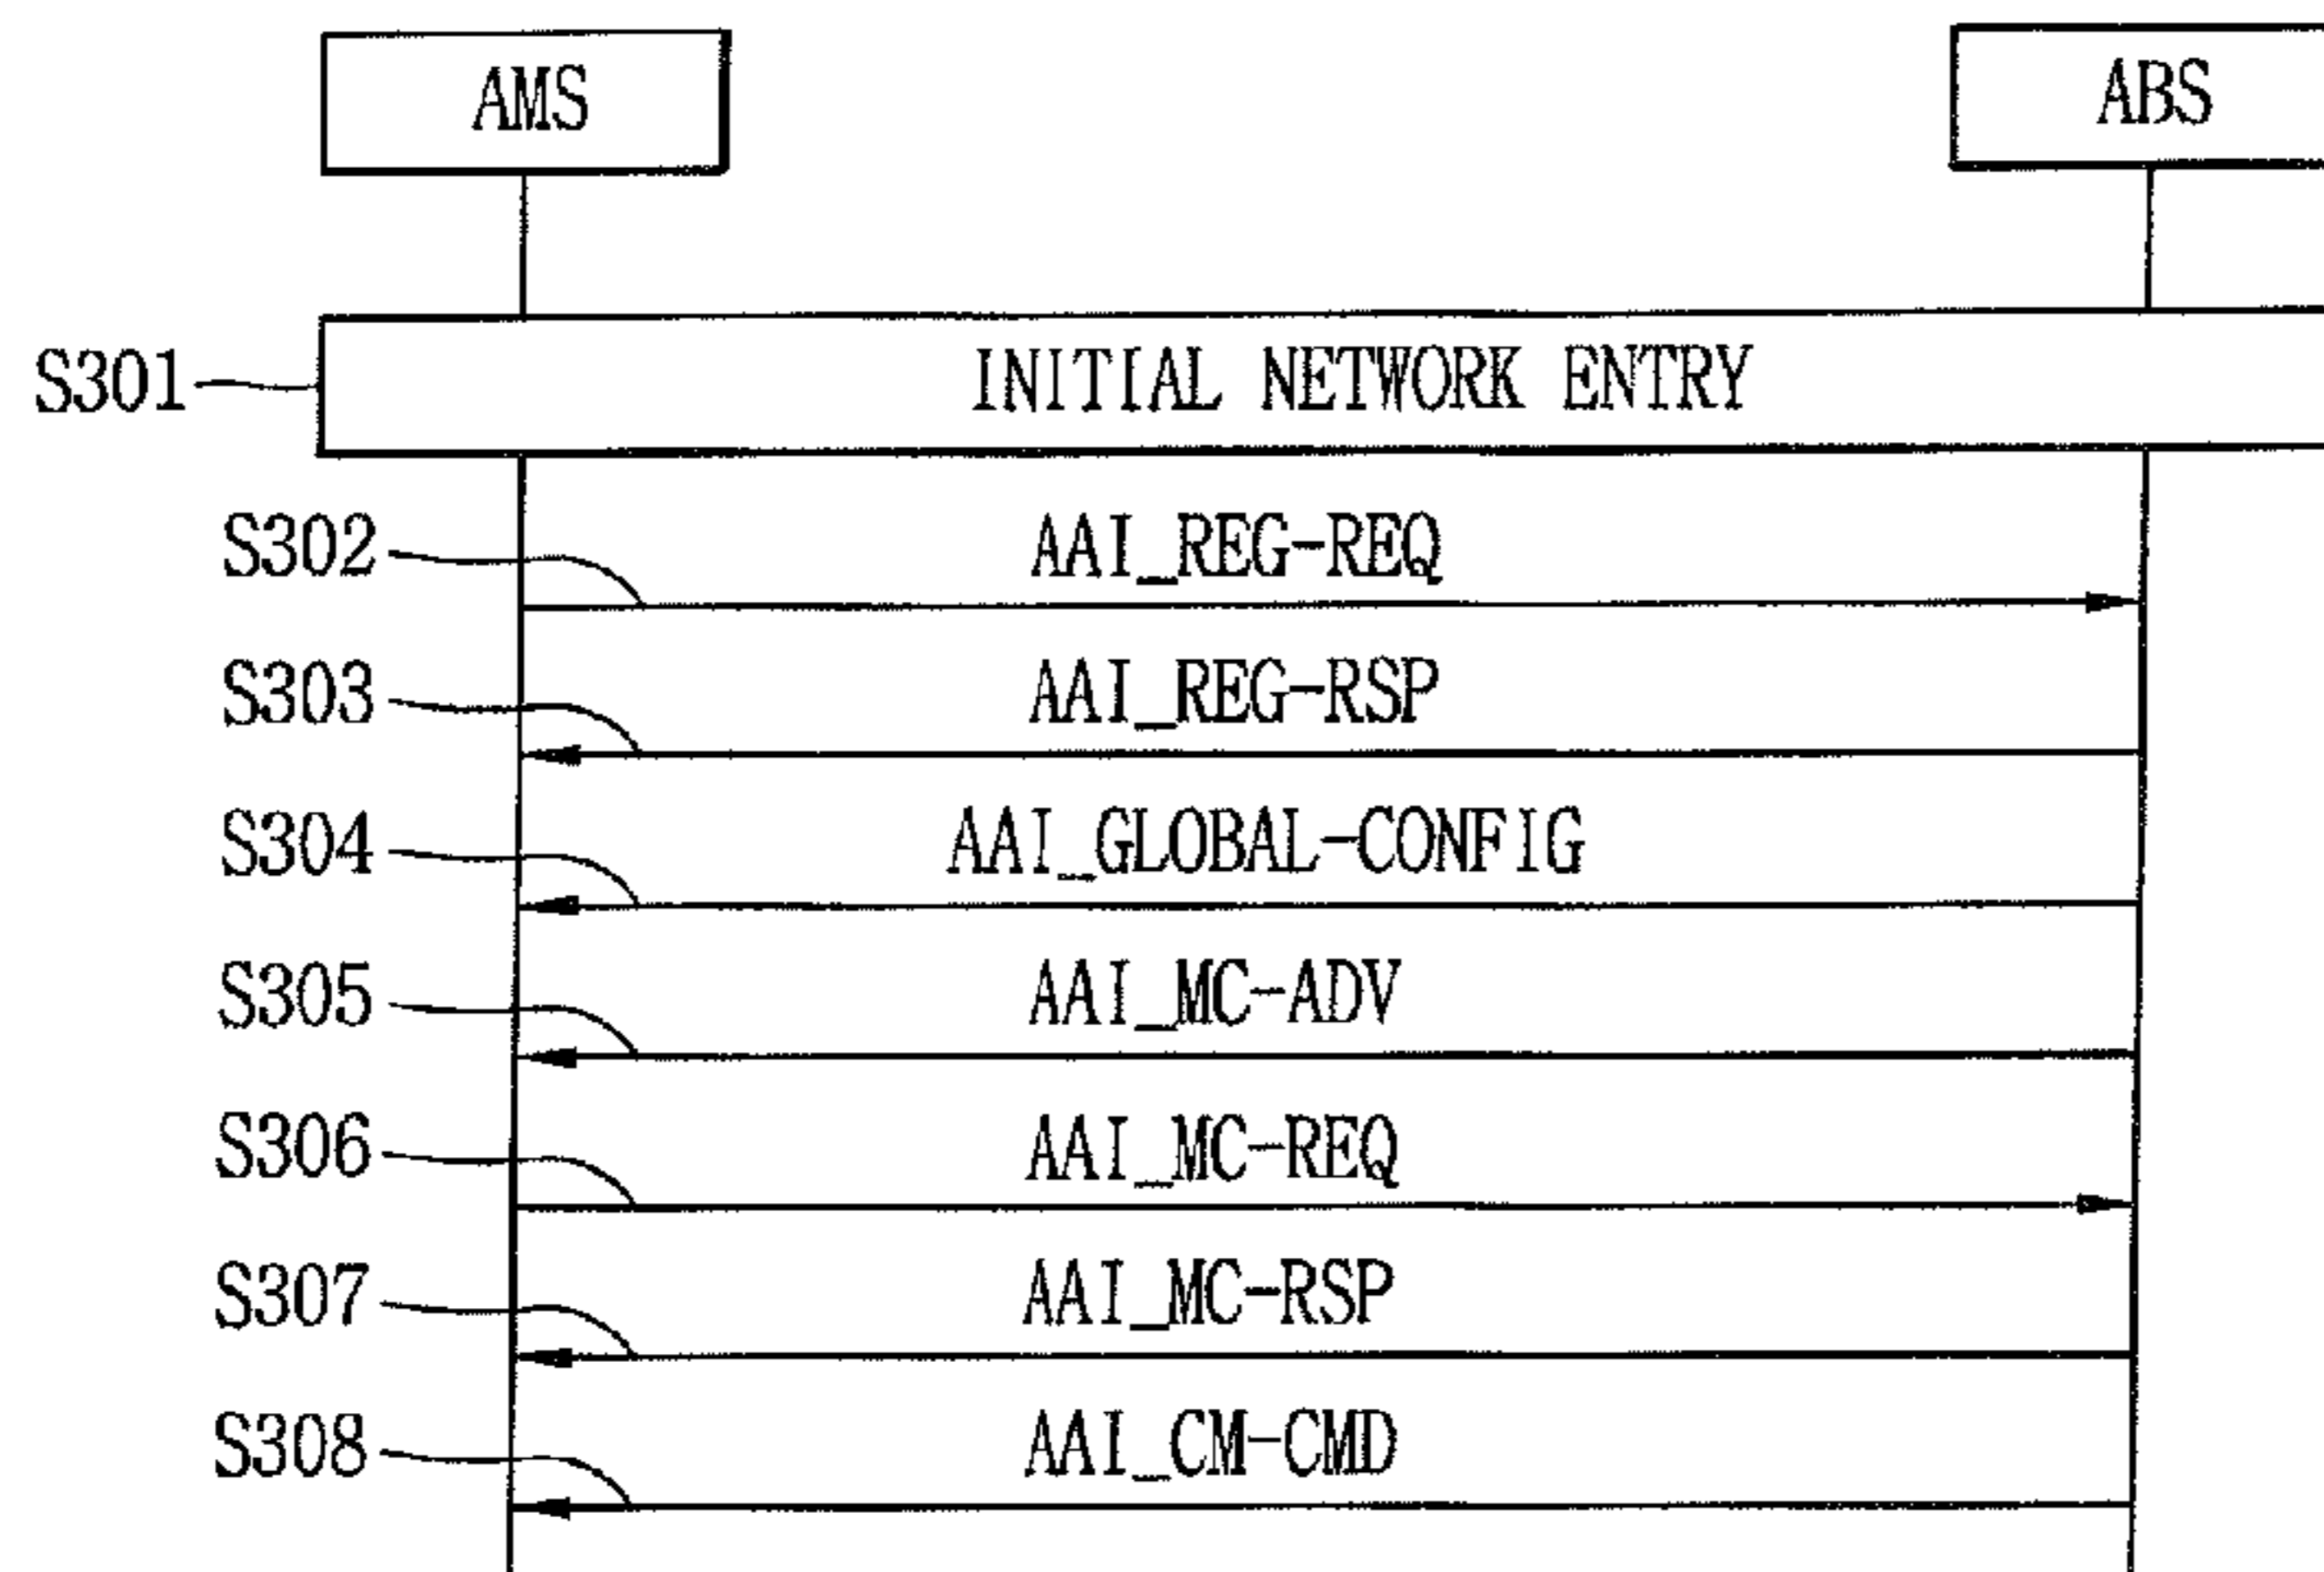 AMS
ABS
S301
INITIAL NETWORK ENTRY
S302
AAI_REG-REQ
S303
AAI_REG-RSP
S304
AAI_GLOBAL-CONFIG
S305
AAI_MC-ADV
S306
AAI_MC-REQ
S307
AAI_MC-RSP
S308
AAI_CM-CMD